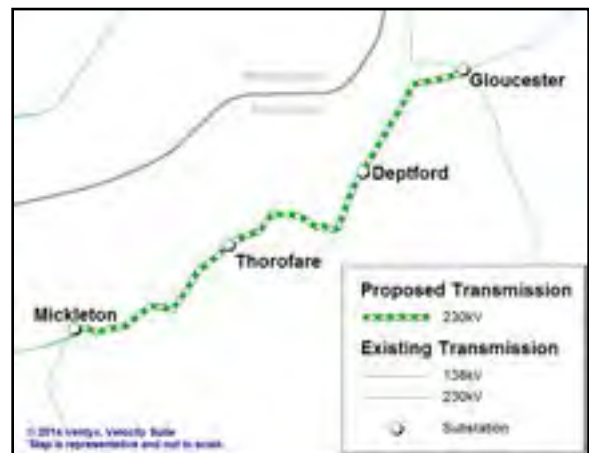 Gloucester
Deptford
Thorofare
Mickleton
Proposed Transmission
230kV
Existing Transmission
138kV
230kV
Substation
© 2014 Ventyx, Velocity Suite
*Map is representative and not to scale.